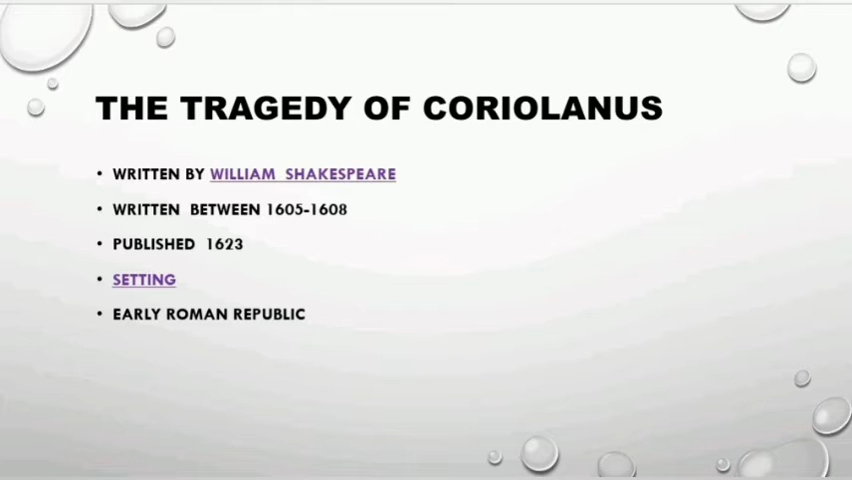 THE TRAGEDY OF CORIOLANUS
• WRITTEN BY WILLIAM SHAKESPEARE
• WRITTEN BETWEEN 1605-1608
• PUBLISHED 1623
• SETTING
• EARLY ROMAN REPUBLIC